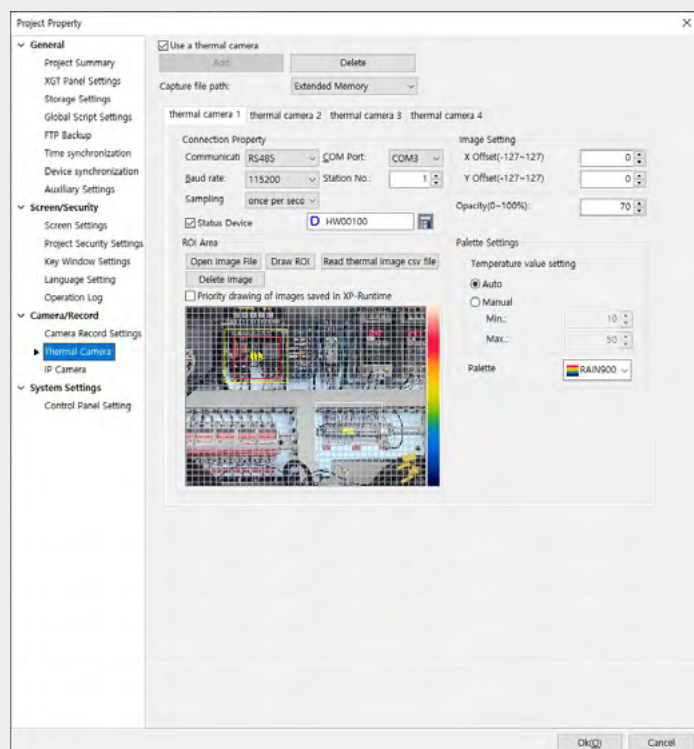 Project Property
General
Project Summary
XGT Panel Settings
Storage Settings
Global Script Settings
FTP Backup
Time synchronization
Device synchronization
Auxiliary Settings
Screen/Security
Screen Settings
Project Security Settings
Key Window Settings
Language Setting
Operation Log
Camera/Record
Camera Record Settings
Thermal Camera
IP Camera
System Settings
Control Panel Setting
Use a thermal camera
Add Delete
Capture file path: Extended Memory
thermal camera 1 thermal camera 2 thermal camera 3 thermal camera 4
Connection Property
Communicati RS485 COM Port: COM3
Baud rate: 115200 Station No.: 1
Sampling once per seco
Status Device D HW00100
ROI Area
Open Image File Draw ROI Read thermal image csv file
Delete Image
Priority drawing of images saved in XP-Runtime
Image Setting
X Offset(-127~127) 0
Y Offset(-127~127) 0
Opacity(0~100%): 70
Palette Settings
Temperature value setting
Auto
Manual
Min.: 10
Max.: 50
Palette RAIN900
Ok(O) Cancel